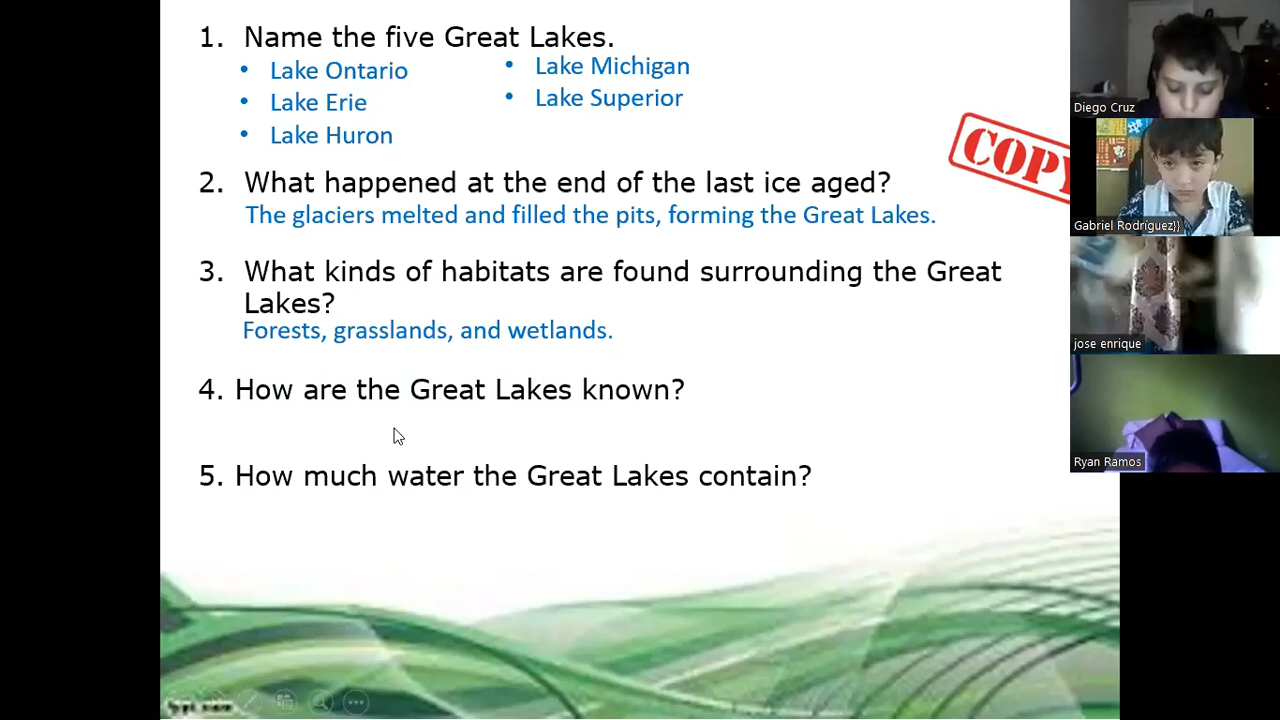 1. Name the five Great Lakes.
• Lake Ontario
• Lake Erie
• Lake Huron
• Lake Michigan
• Lake Superior
COPY
2. What happened at the end of the last ice aged?
The glaciers melted and filled the pits, forming the Great Lakes.
3. What kinds of habitats are found surrounding the Great
Lakes?
Forests, grasslands, and wetlands.
4. How are the Great Lakes known?
5. How much water the Great Lakes contain?
Diego Cruz
Gabriel Rodríguez}}
jose enrique
Ryan Ramos